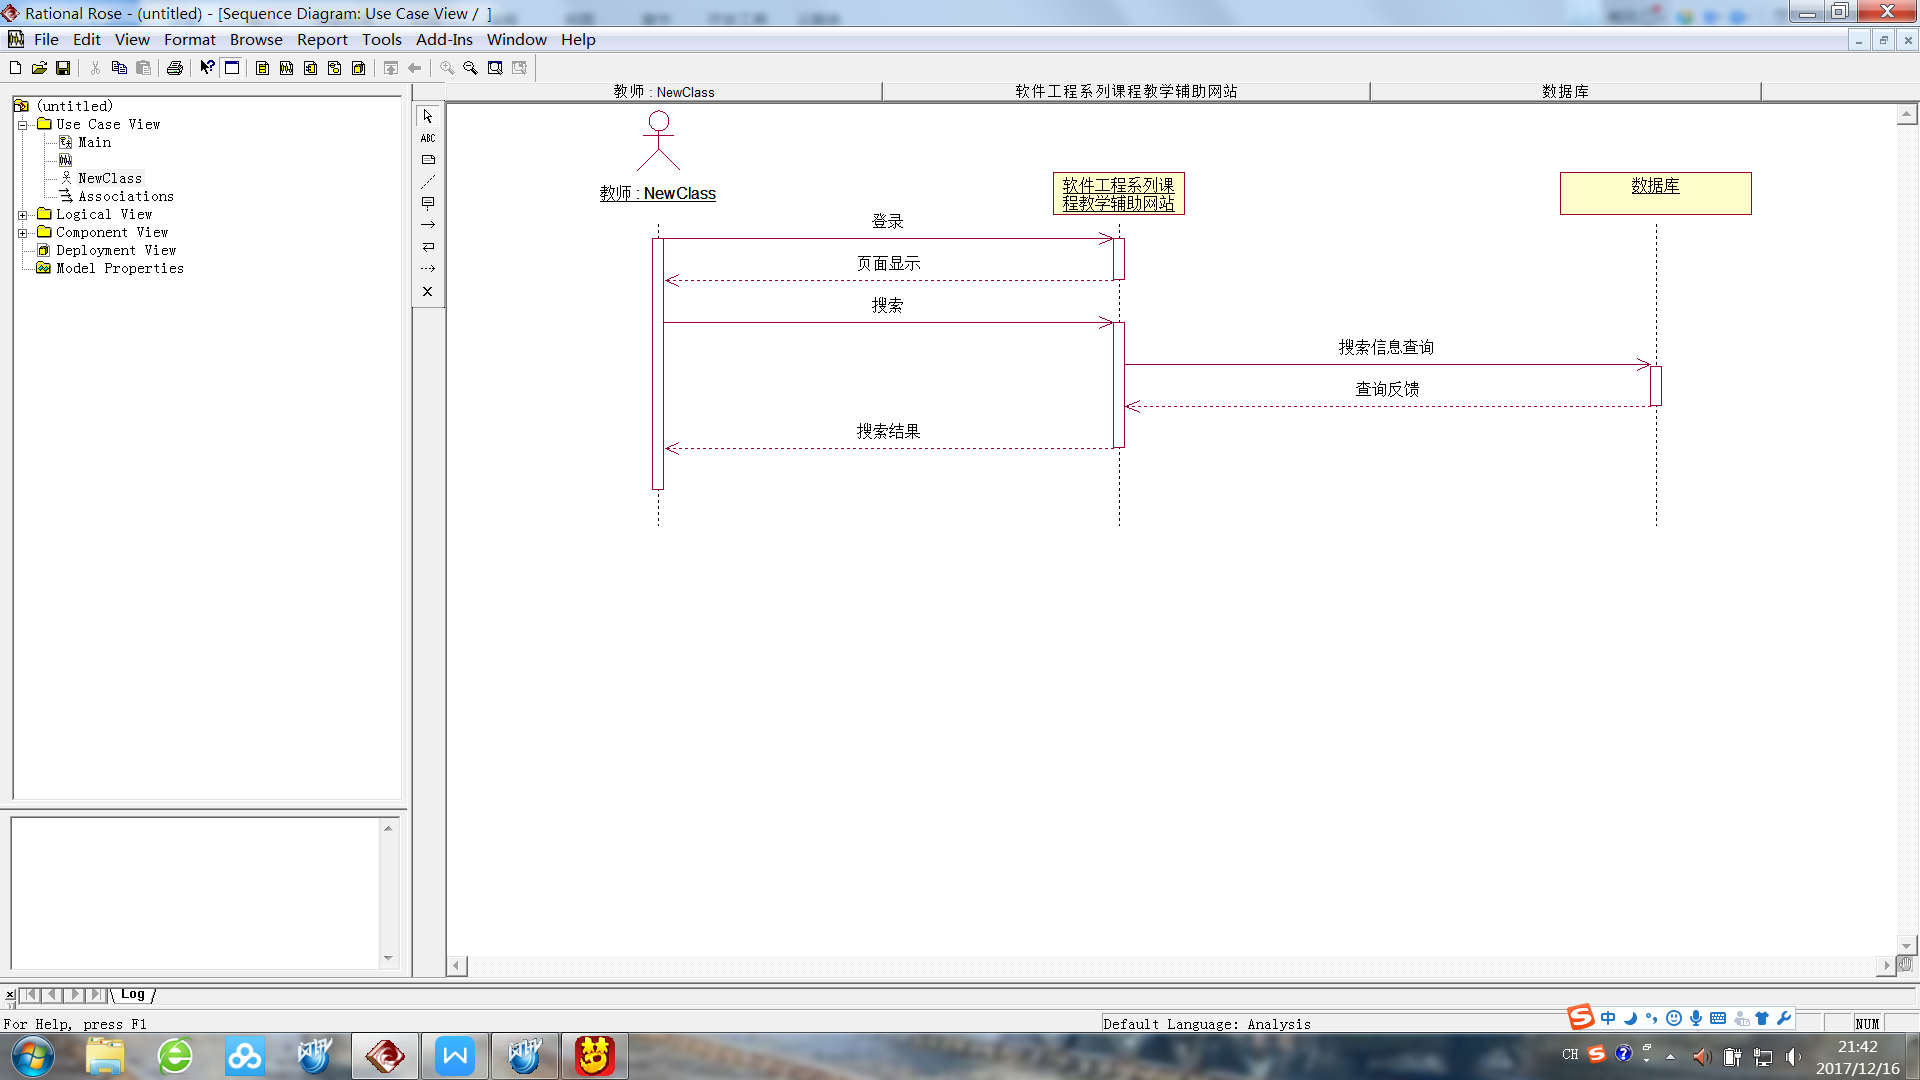 Rational Rose - (untitled) - [Sequence Diagram: Use Case View / ]
File Edit View Format Browse Report Tools Add-Ins Window Help
(untitled)
Use Case View
Main
NewClass
Associations
Logical View
Component View
Deployment View
Model Properties
ABC
教师 : NewClass
软件工程系列课程教学辅助网站
数据库
教师 : NewClass
软件工程系列课
程教学辅助网站
数据库
登录
页面显示
搜索
搜索信息查询
查询反馈
搜索结果
Log
For Help, press F1
Default Language: Analysis
NUM
中
CH
21:42
2017/12/16